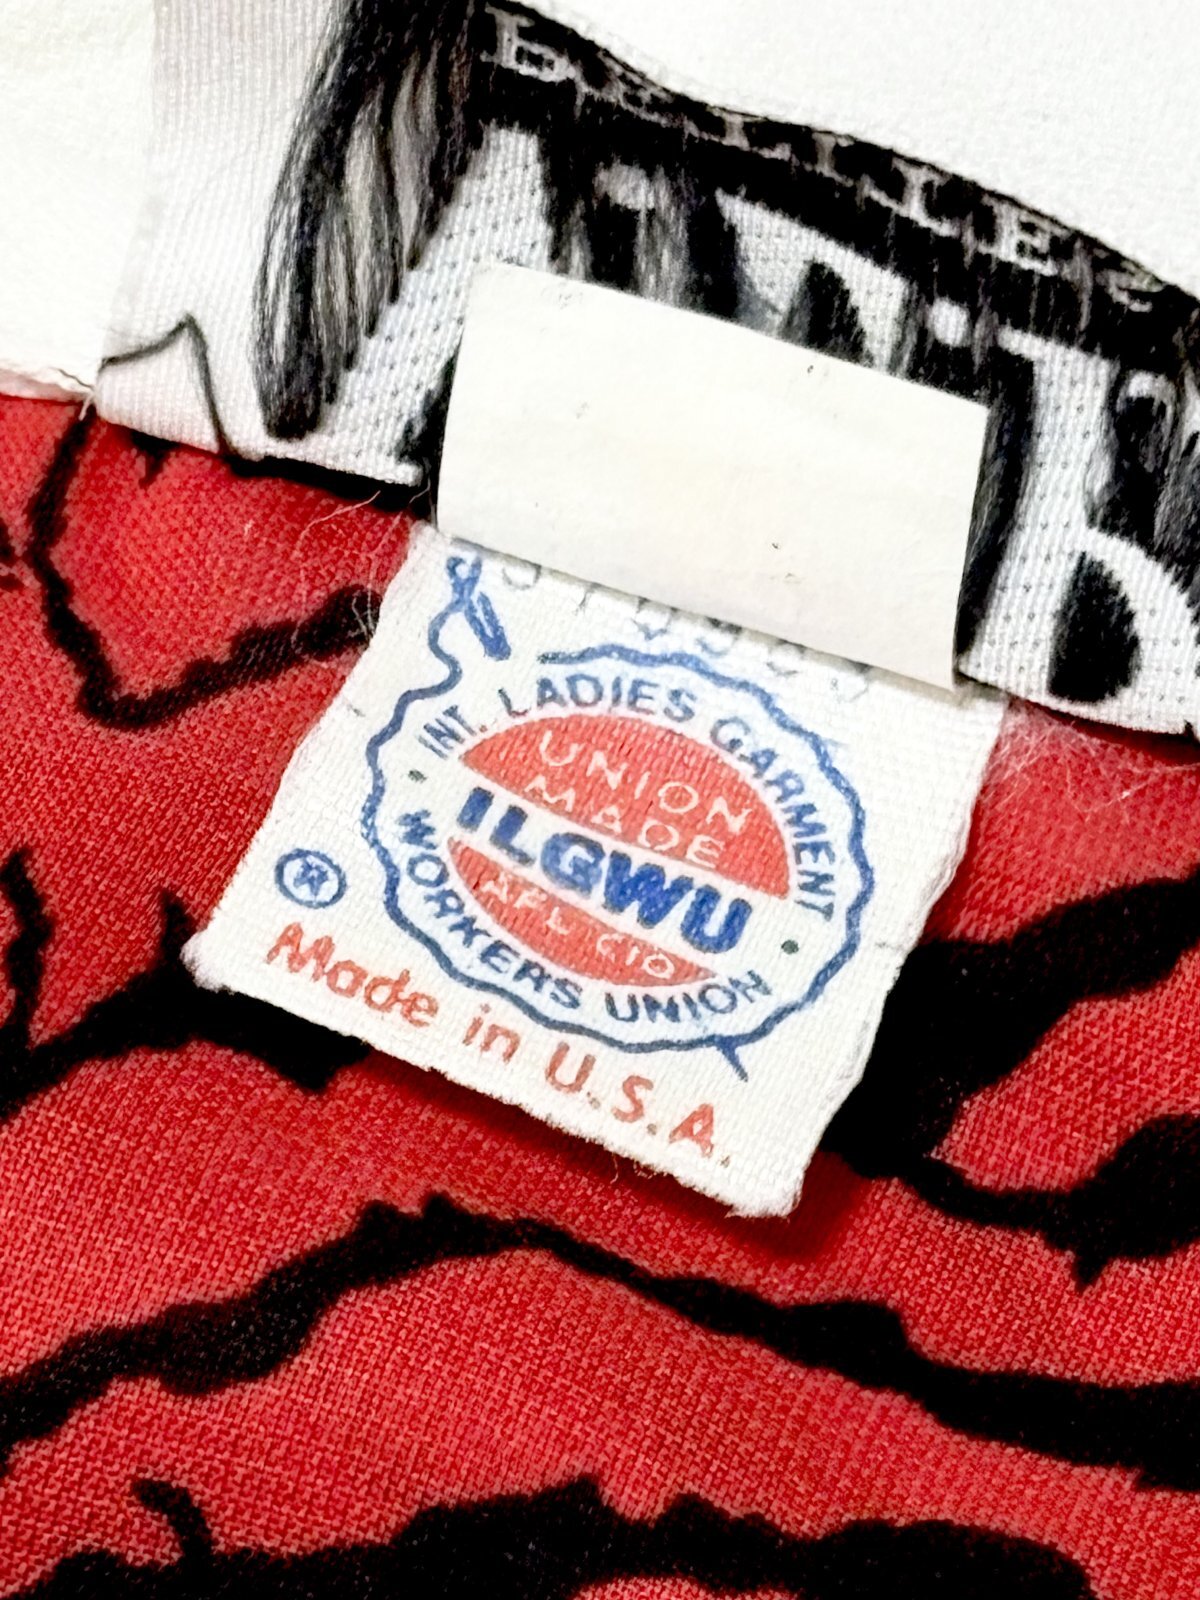 INT. LADIES GARMENT
UNION
MADE
ILGWU
AFL CIO
WORKERS UNION
®
Made in U.S.A.